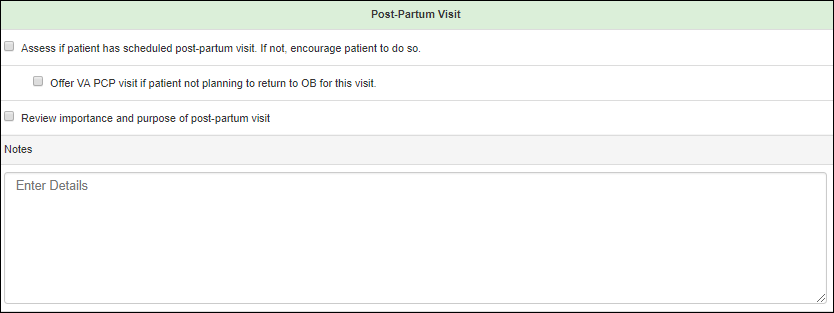 Post-Partum Visit
Assess if patient has scheduled post-partum visit. If not, encourage patient to do so.
Offer VA PCP visit if patient not planning to return to OB for this visit.
Review importance and purpose of post-partum visit
Notes
Enter Details